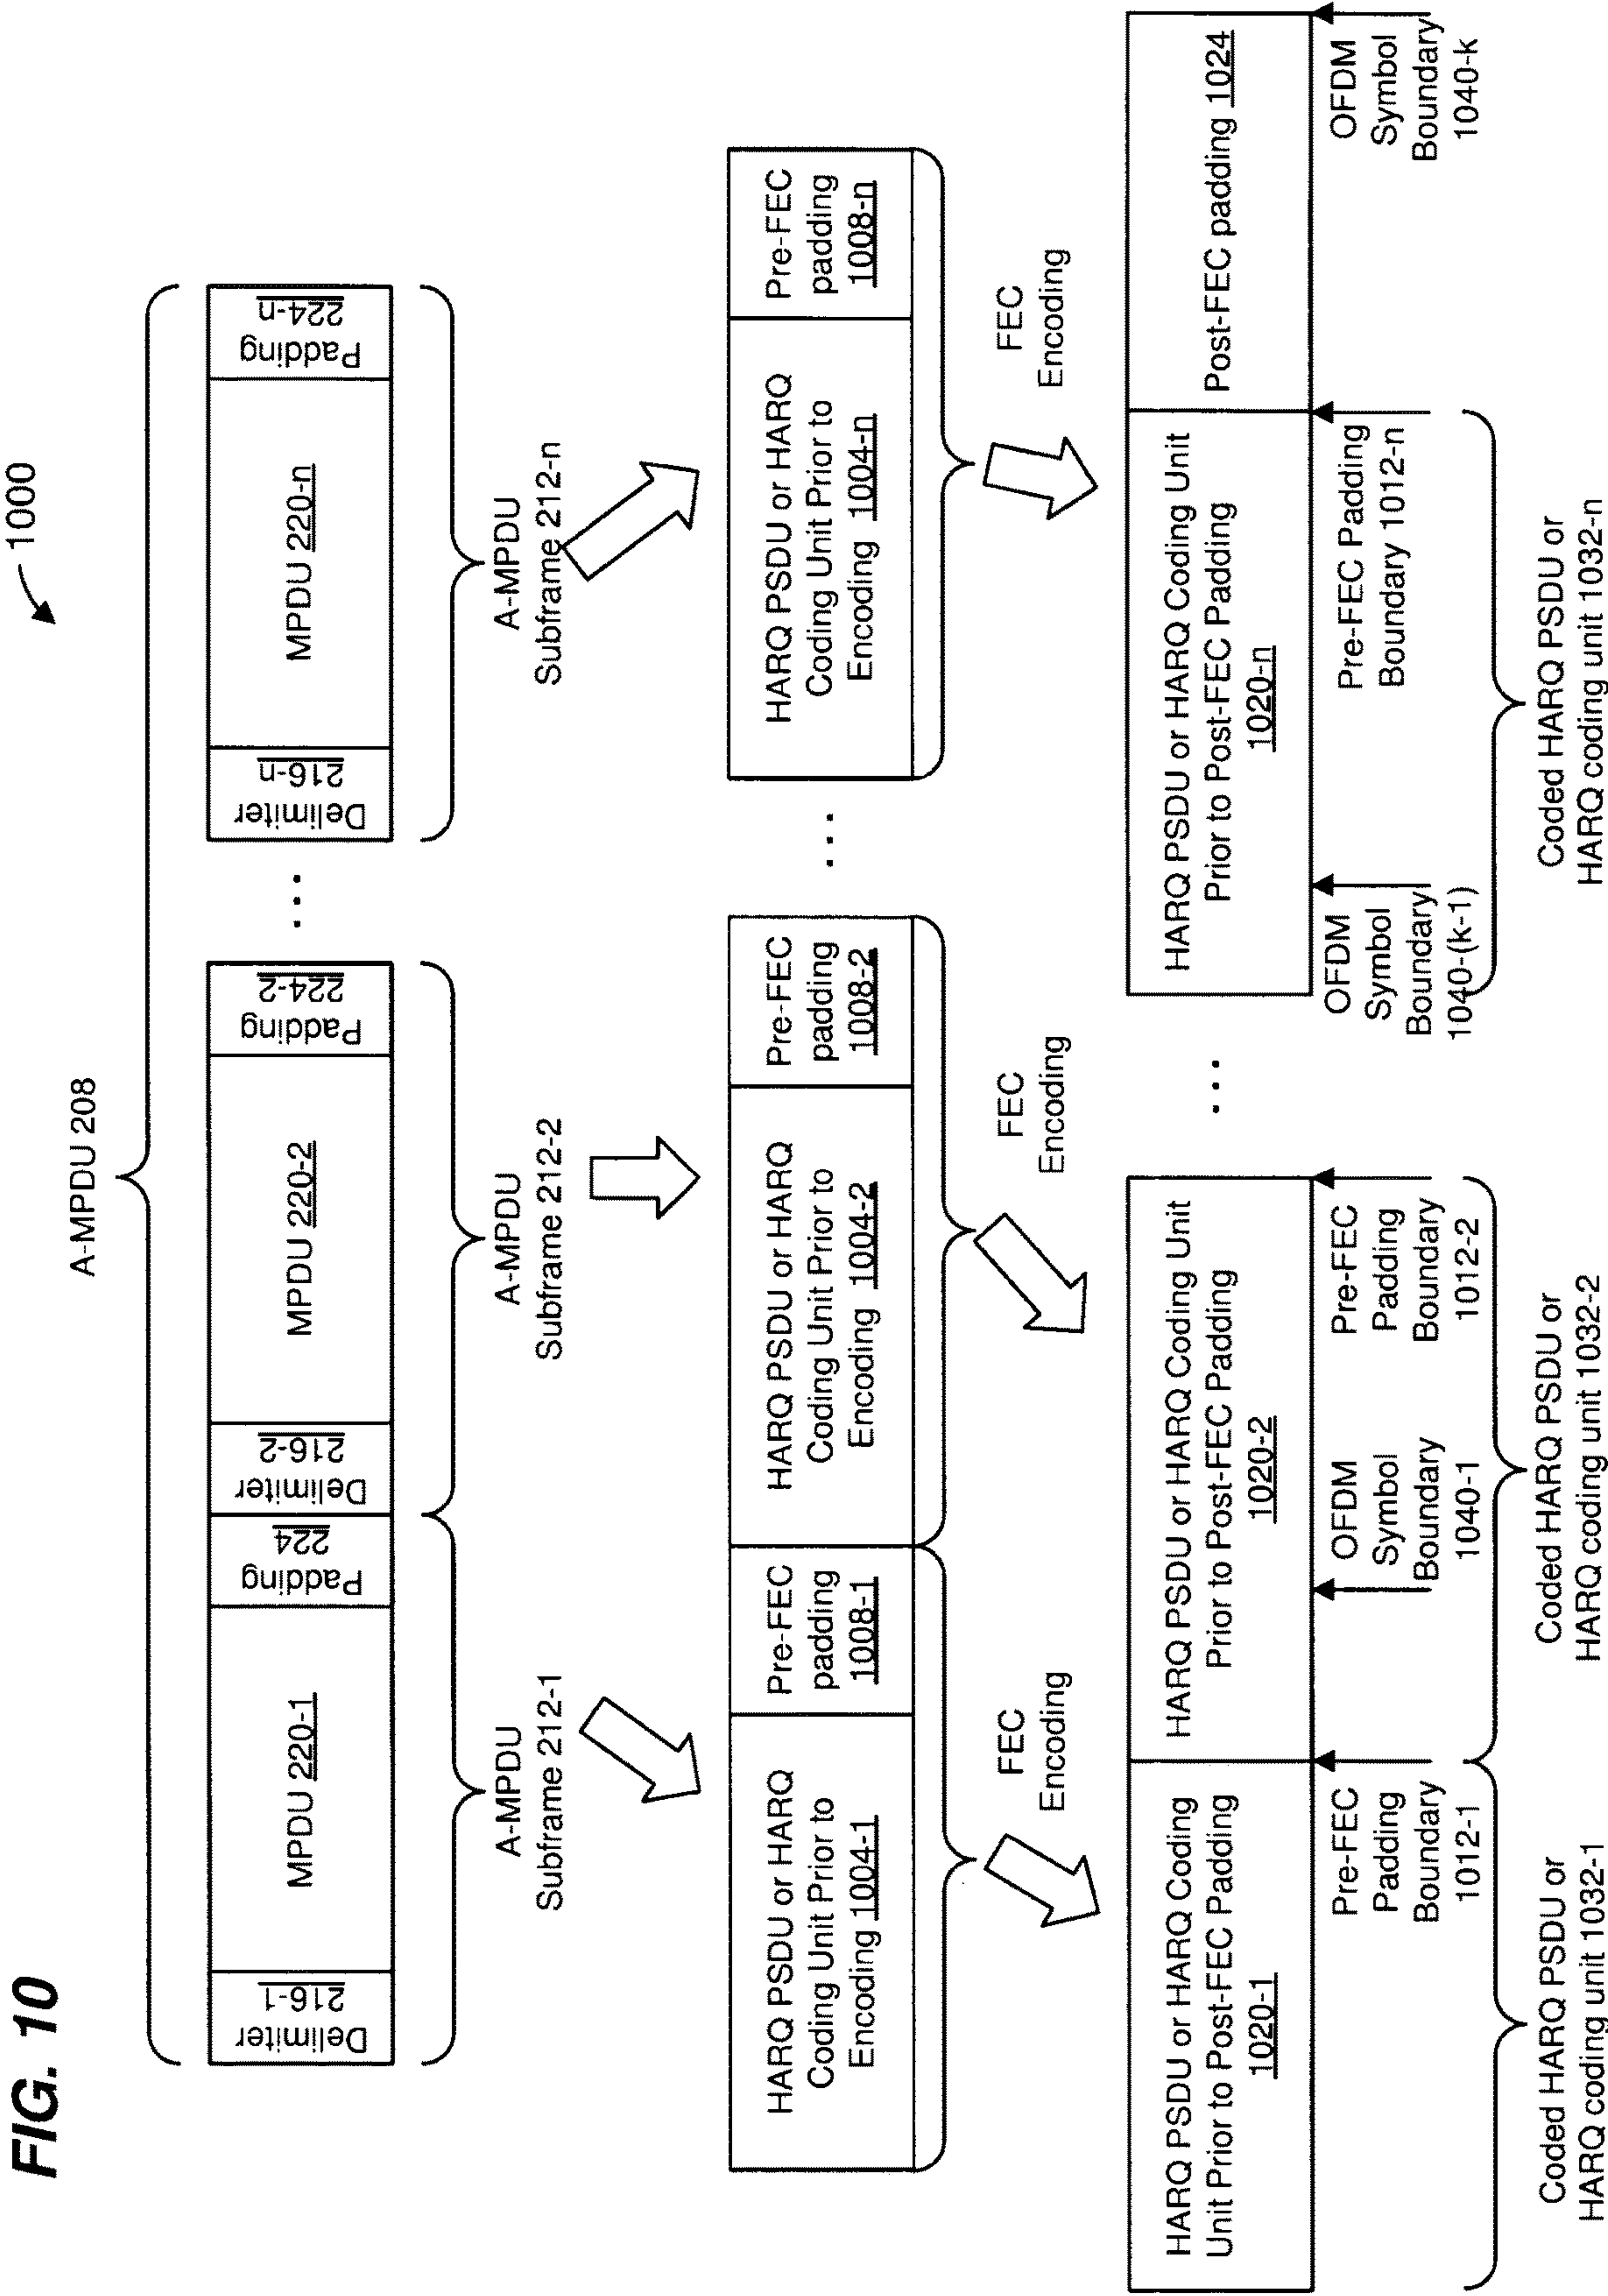 FIG. 10
1000
A-MPDU 208
Delimiter
216-1
MPDU 220-1
Padding
224
Delimiter
216-2
MPDU 220-2
Padding
224-2
...
Delimiter
216-n
MPDU 220-n
Padding
224-n
A-MPDU
Subframe 212-1
A-MPDU
Subframe 212-2
A-MPDU
Subframe 212-n
HARQ PSDU or HARQ
Coding Unit Prior to
Encoding 1004-1
Pre-FEC
padding
1008-1
HARQ PSDU or HARQ
Coding Unit Prior to
Encoding 1004-2
Pre-FEC
padding
1008-2
...
HARQ PSDU or HARQ
Coding Unit Prior to
Encoding 1004-n
Pre-FEC
padding
1008-n
FEC
Encoding
FEC
Encoding
FEC
Encoding
HARQ PSDU or HARQ Coding
Unit Prior to Post-FEC Padding
1020-1
HARQ PSDU or HARQ Coding Unit
Prior to Post-FEC Padding
1020-2
...
HARQ PSDU or HARQ Coding Unit
Prior to Post-FEC Padding
1020-n
Post-FEC padding 1024
Pre-FEC
Padding
Boundary
1012-1
OFDM
Symbol
Boundary
1040-1
Pre-FEC
Padding
Boundary
1012-2
OFDM
Symbol
Boundary
1040-(k-1)
Pre-FEC Padding
Boundary 1012-n
OFDM
Symbol
Boundary
1040-k
Coded HARQ PSDU or
HARQ coding unit 1032-1
Coded HARQ PSDU or
HARQ coding unit 1032-2
Coded HARQ PSDU or
HARQ coding unit 1032-n